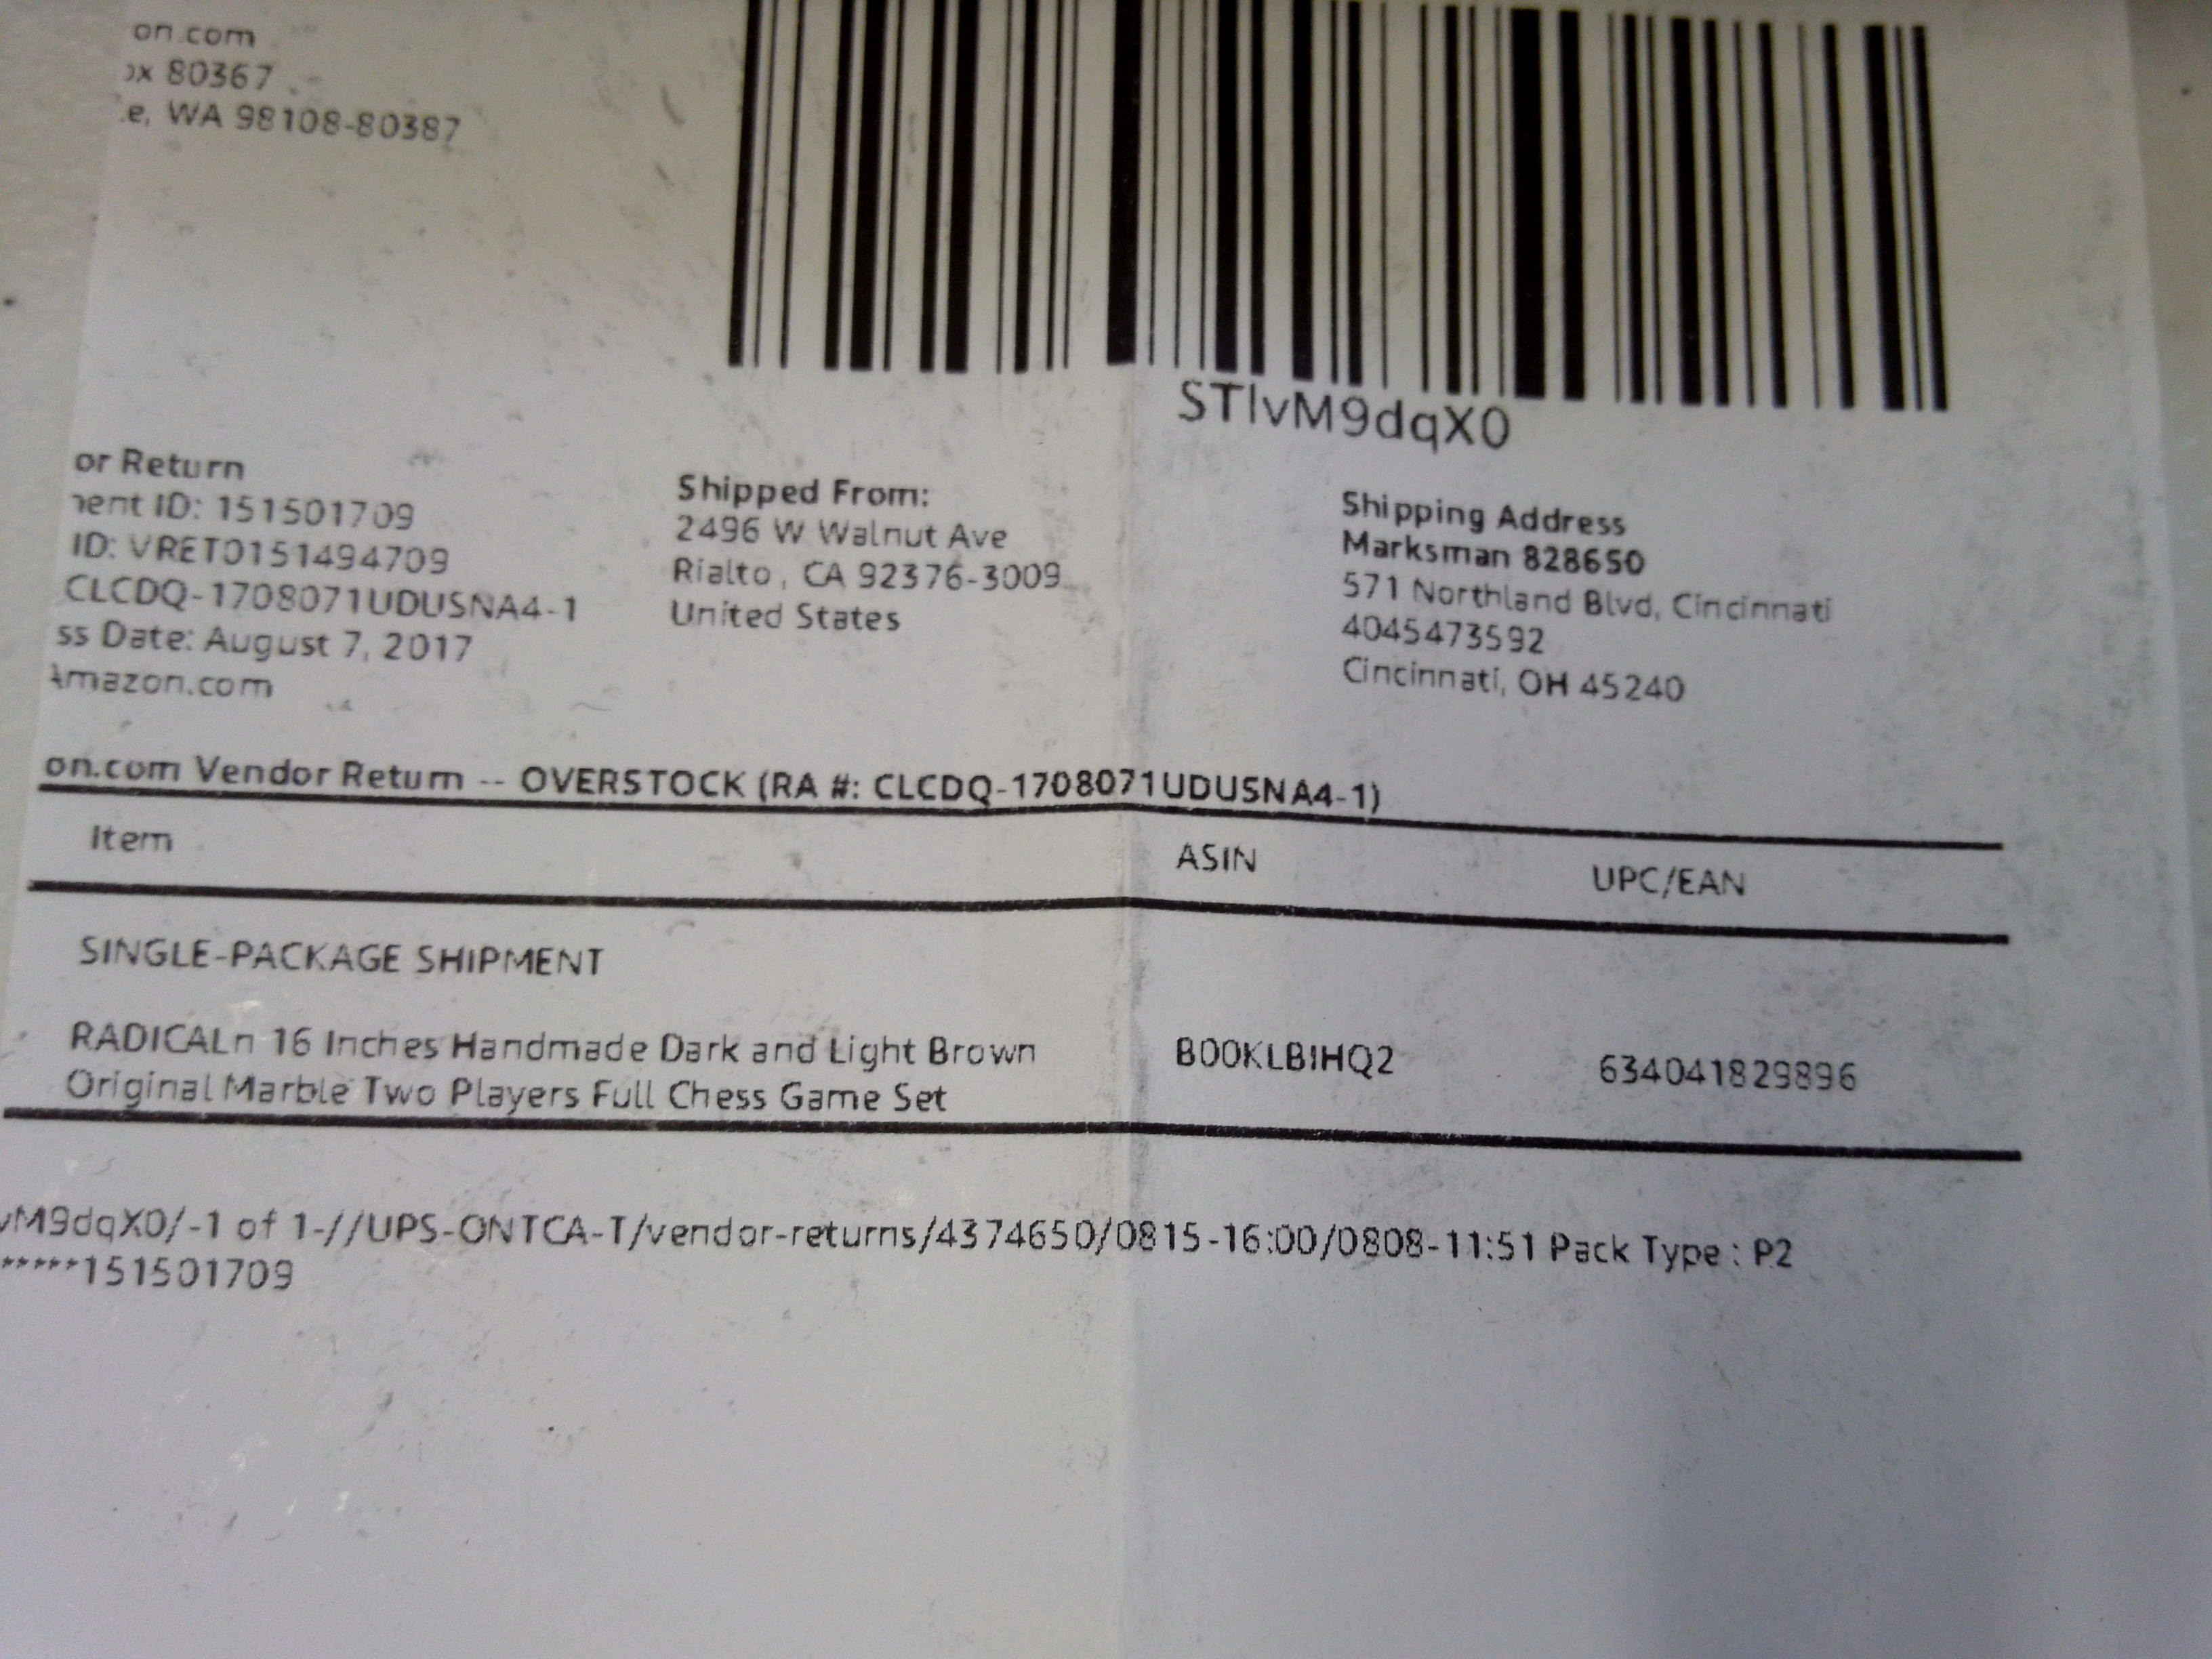 on.com
ox 80367
e, WA 98108-80387
STlvM9dqX0
or Return
ment ID: 151501709
ID: VRET0151494709
CLCDQ-1708071UDUSNA4-1
ss Date: August 7, 2017
Amazon.com
Shipped From:
2496 W Walnut Ave
Rialto , CA 92376-3009
United States
Shipping Address
Marksman 828650
571 Northland Blvd, Cincinnati
4045473592
Cincinnati, OH 45240
on.com Vendor Return -- OVERSTOCK (RA #: CLCDQ-1708071UDUSNA4-1)
Item ASIN UPC/EAN
SINGLE-PACKAGE SHIPMENT
RADICALn 16 Inches Handmade Dark and Light Brown B00KLBIHQ2 634041829896
Original Marble Two Players Full Chess Game Set
vM9dqX0/-1 of 1-//UPS-ONTCA-T/vendor-returns/4374650/0815-16:00/0808-11:51 Pack Type : P2
*****151501709